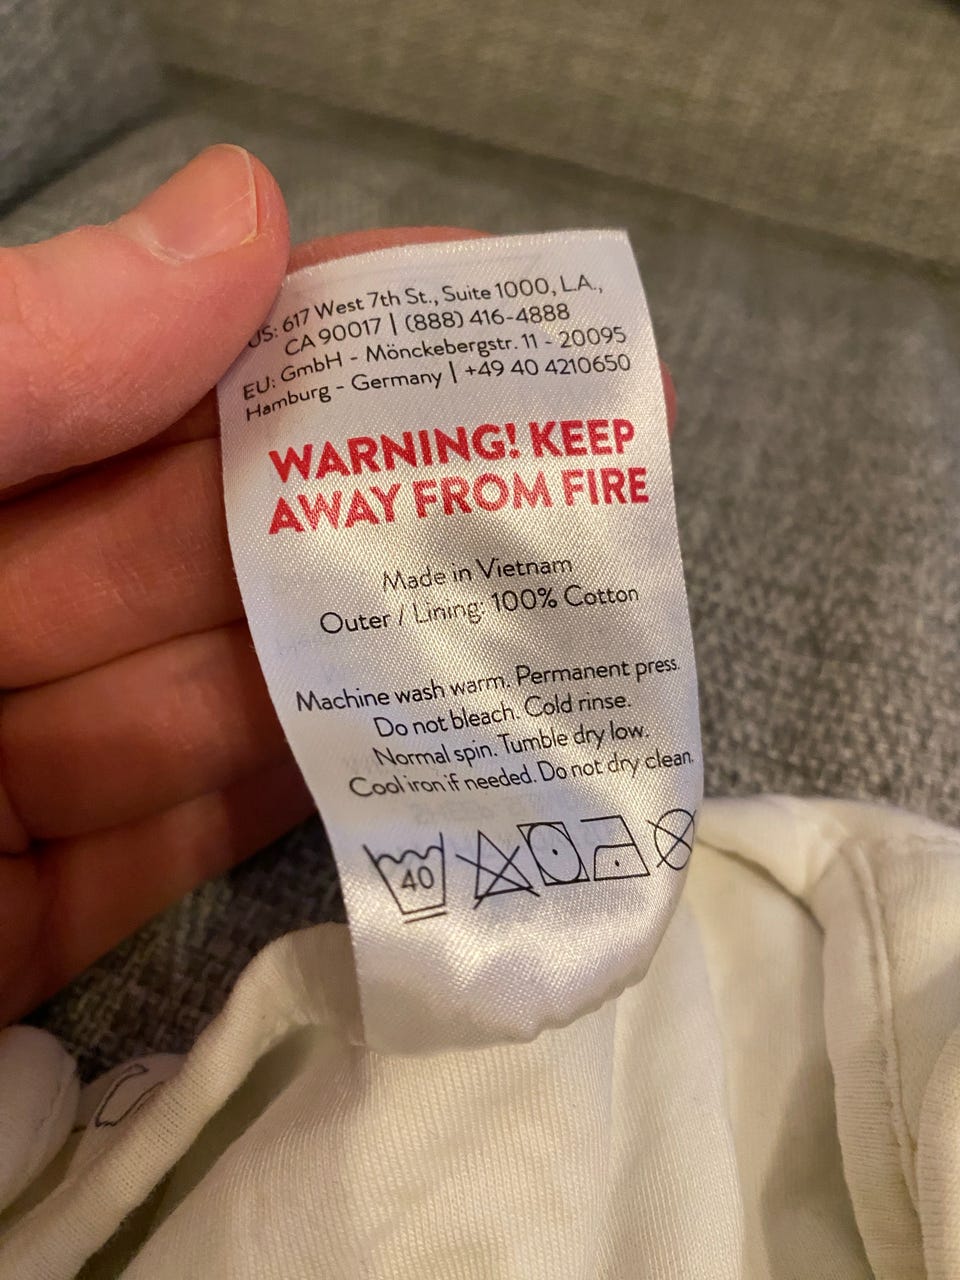 US: 617 West 7th St., Suite 1000, L.A.,
CA 90017 | (888) 416-4888
EU: GmbH - Mönckebergstr. 11 - 20095
Hamburg - Germany | +49 40 4210650
WARNING! KEEP
AWAY FROM FIRE
Made in Vietnam
Outer / Lining: 100% Cotton
Machine wash warm. Permanent press.
Do not bleach. Cold rinse.
Normal spin. Tumble dry low.
Cool iron if needed. Do not dry clean.
40